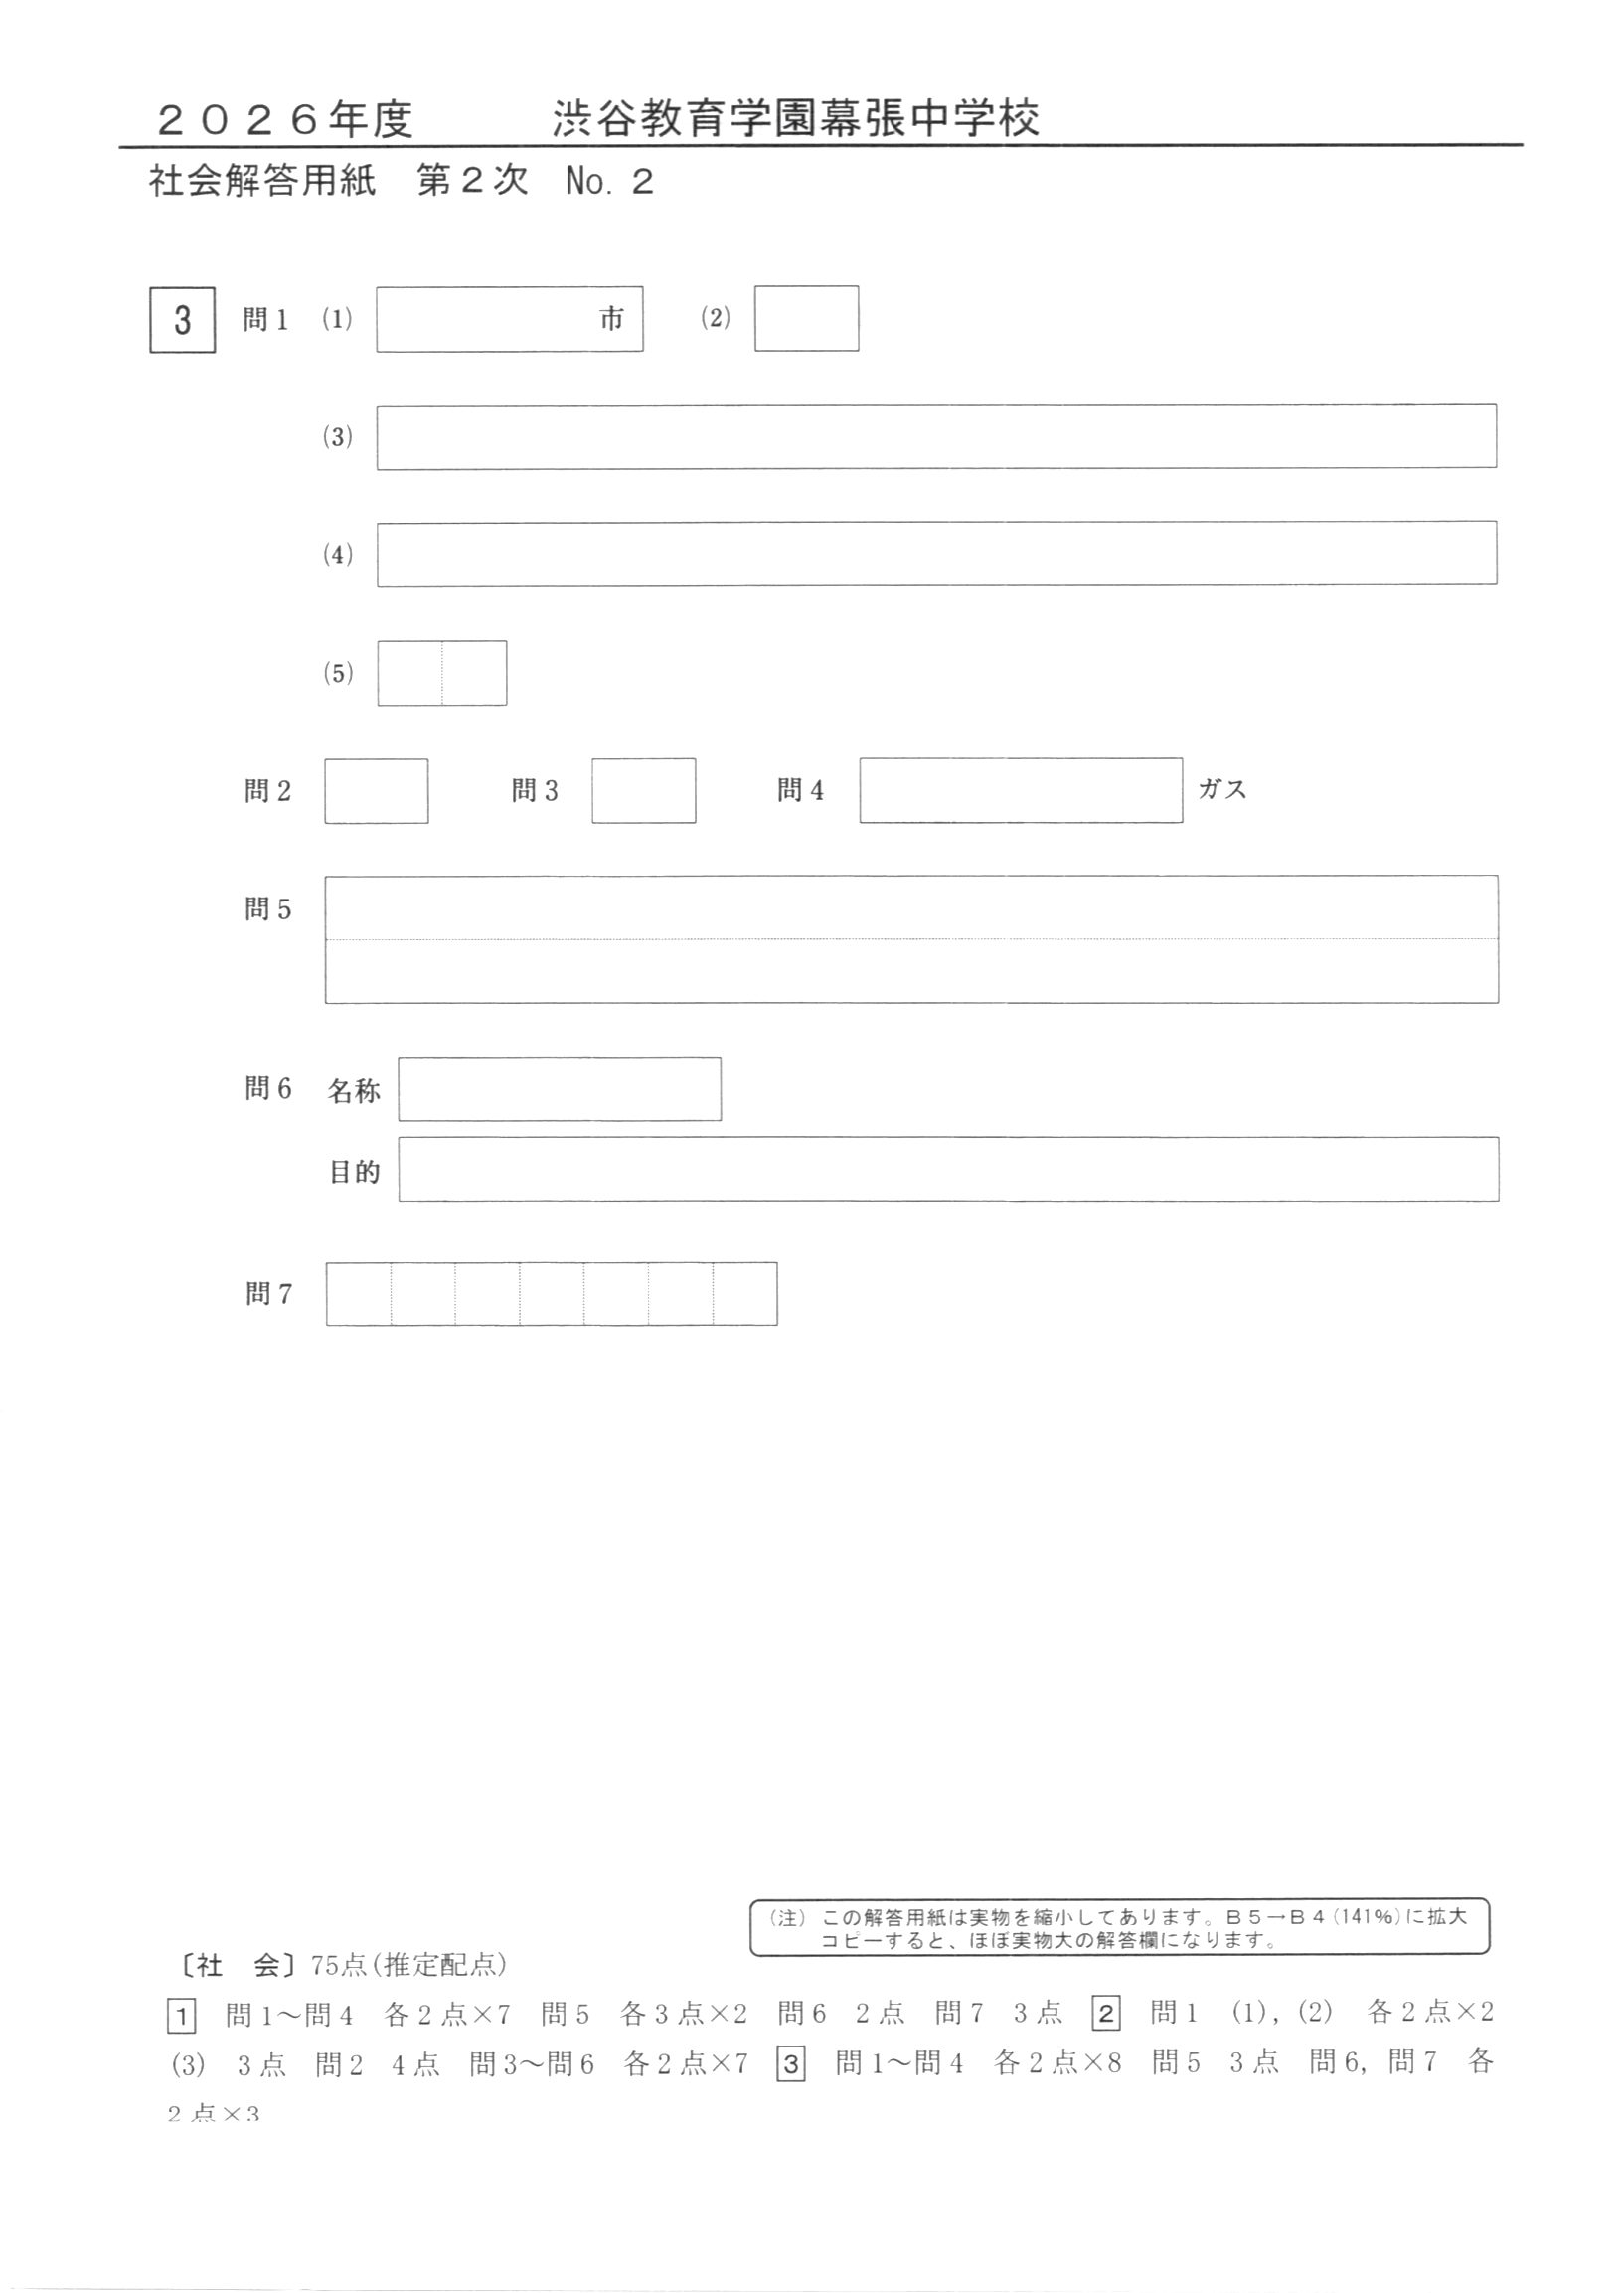 2026年度　渋谷教育学園幕張中学校
社会解答用紙　第2次　No.2
3　問1　(1)　市　(2)
(3)
(4)
(5)
問2　問3　問4　ガス
問5
問6　名称
目的
問7
(注)　この解答用紙は実物を縮小してあります。B5→B4(141%)に拡大
コピーすると、ほぼ実物大の解答欄になります。
〔社　会〕75点(推定配点)
1　問1〜問4　各2点×7　問5　各3点×2　問6　2点　問7　3点　2　問1　(1),(2)　各2点×2
(3)　3点　問2　4点　問3〜問6　各2点×7　3　問1〜問4　各2点×8　問5　3点　問6,問7　各
2点×3